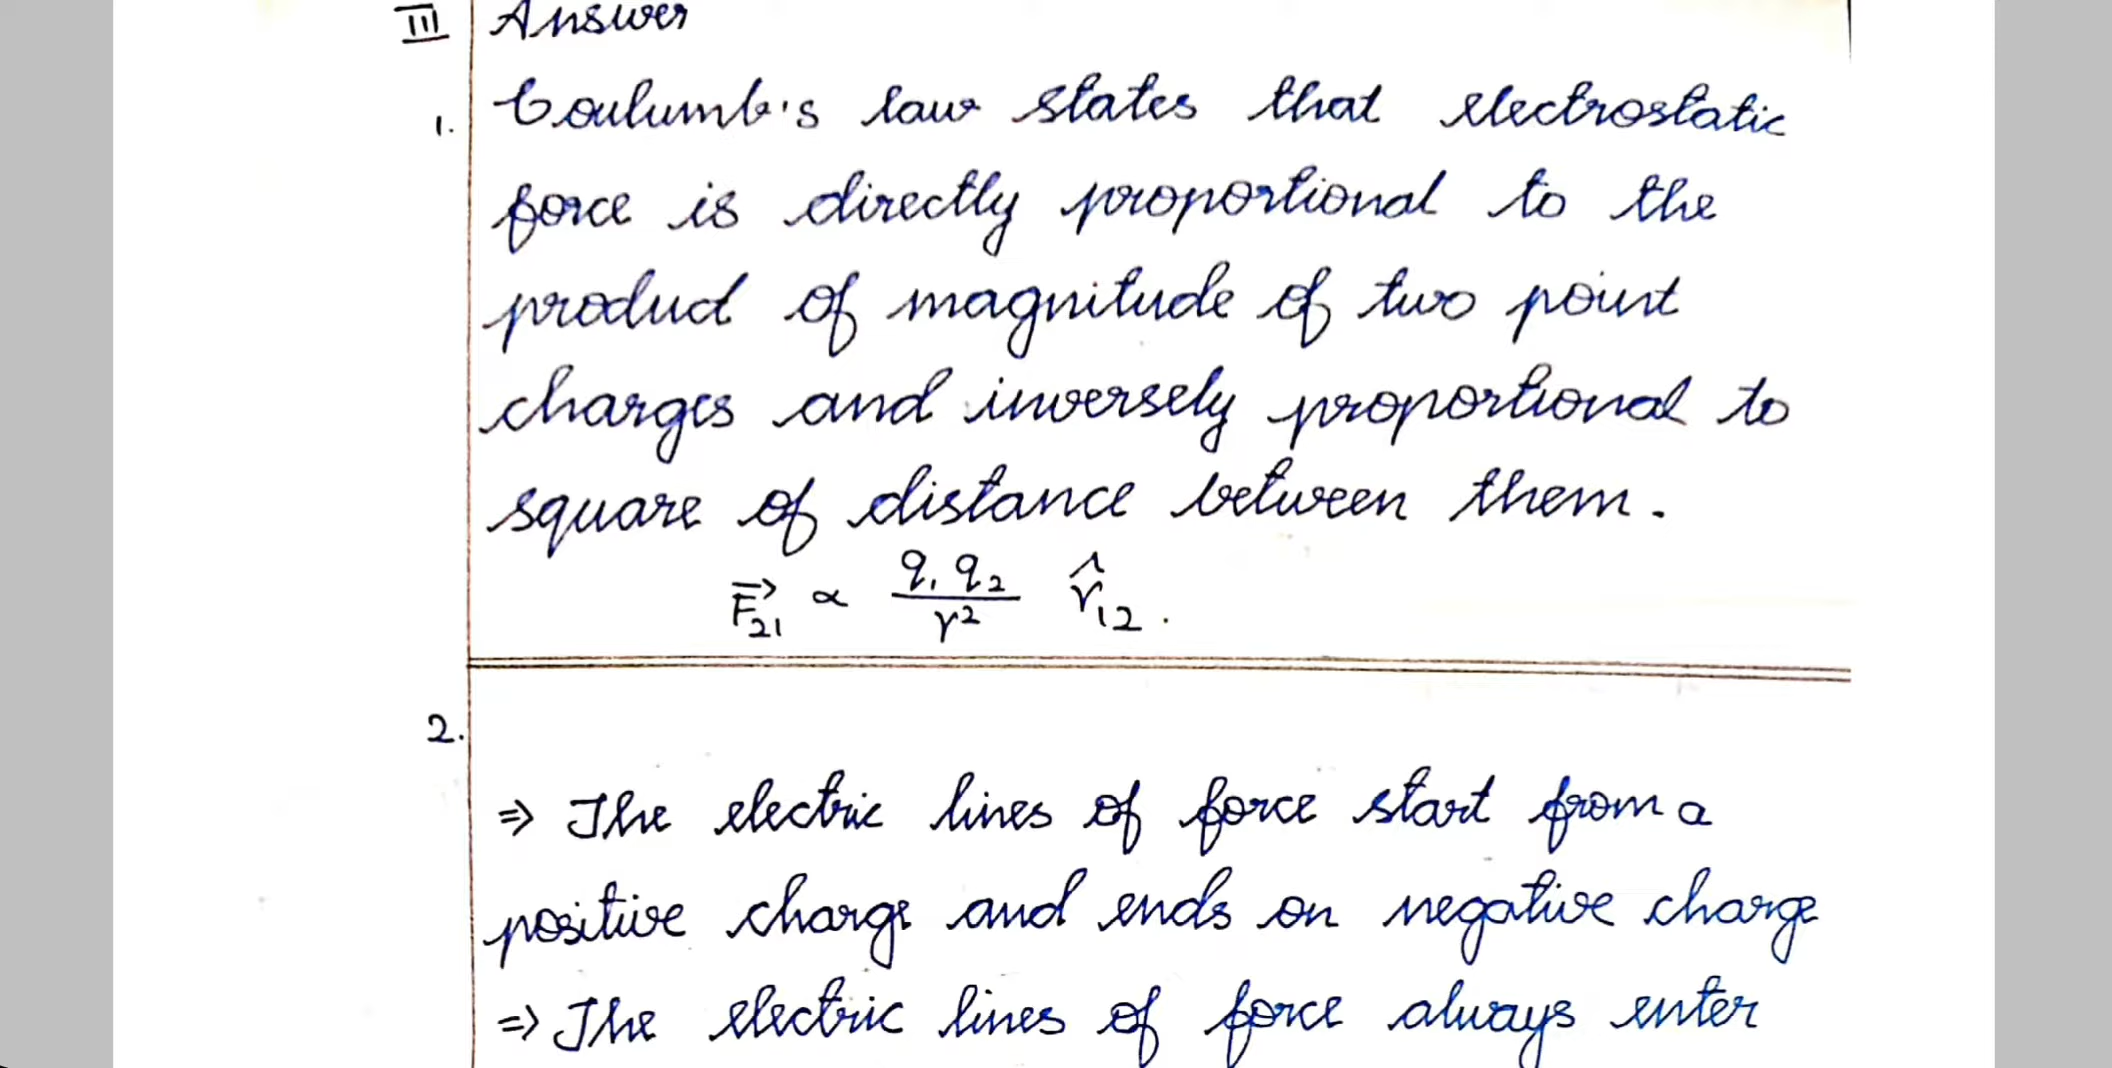 III Answer
1. Coulumb's law states that electrostatic
force is directly proportional to the
product of magnitude of two point
charges and inversely proportional to
square of distance between them.
F⃗₂₁ ∝ q₁ q₂ / r² r̂₁₂.
2.
⇒ The electric lines of force start from a
positive charge and ends on negative charge
⇒ The electric lines of force always enter